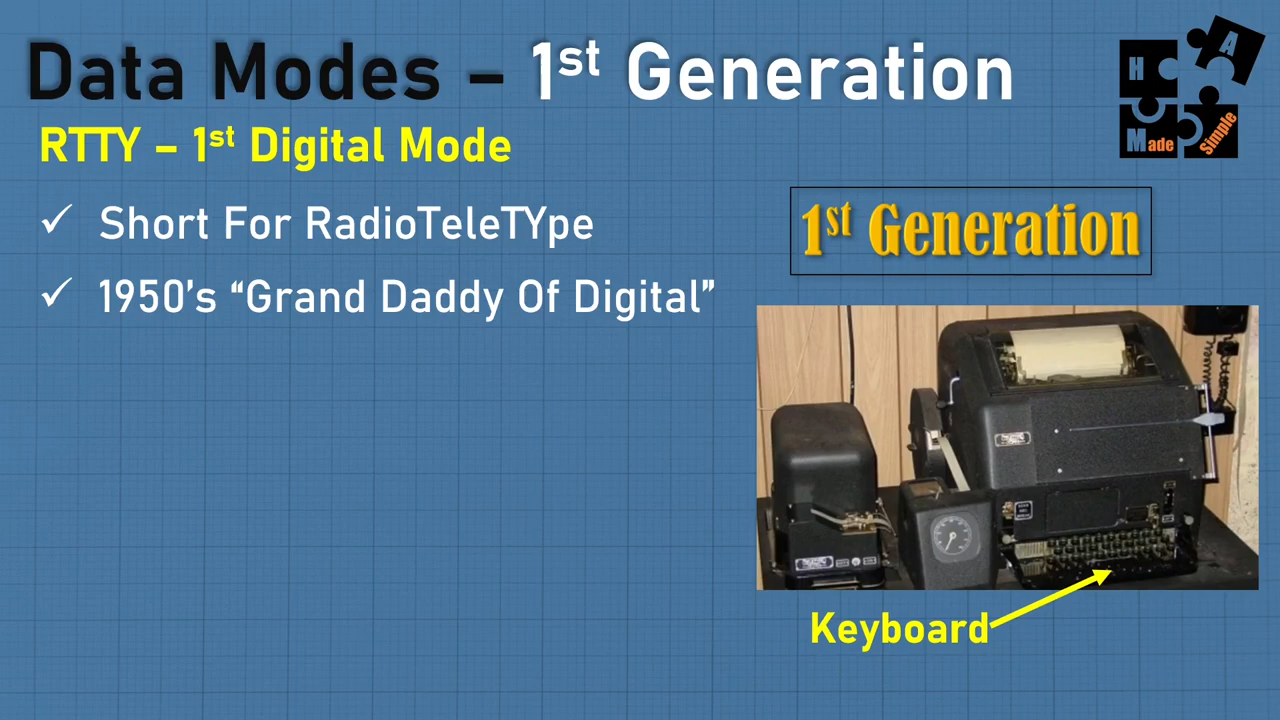 Data Modes – 1st Generation
H A
Made Simple
RTTY – 1st Digital Mode
✓ Short For RadioTeleTYpe
✓ 1950’s “Grand Daddy Of Digital”
1st Generation
Keyboard